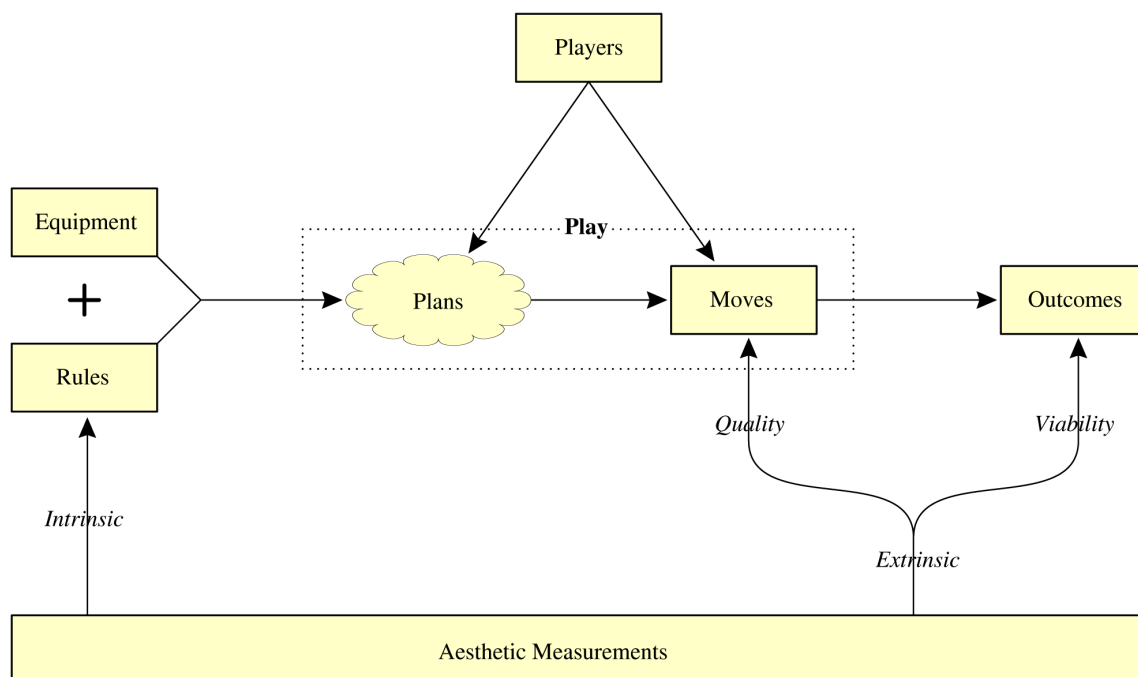 Players
Equipment
Play
+
Plans
Moves
Outcomes
Rules
Quality
Viability
Intrinsic
Extrinsic
Aesthetic Measurements